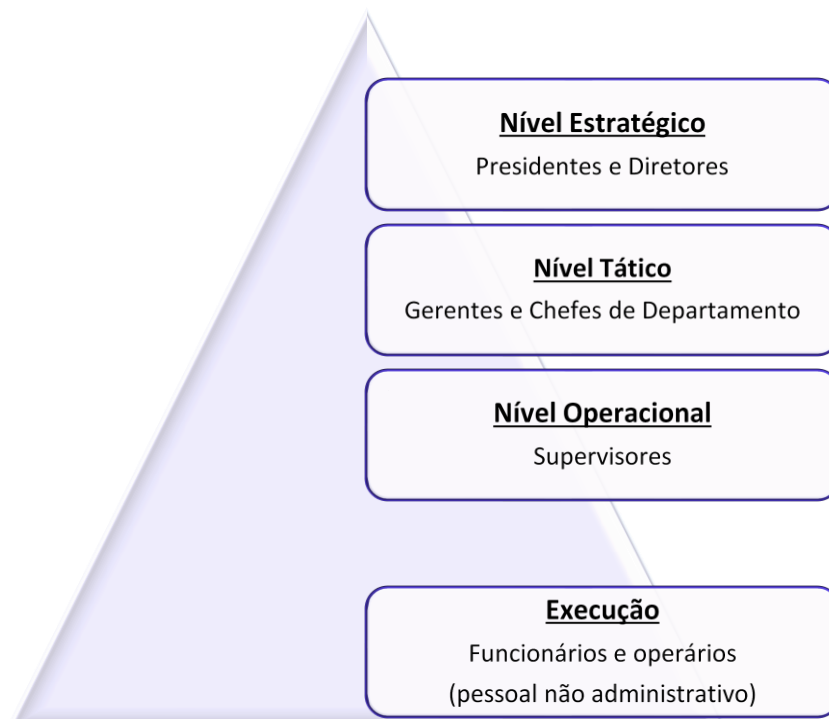 Nível Estratégico
Presidentes e Diretores
Nível Tático
Gerentes e Chefes de Departamento
Nível Operacional
Supervisores
Execução
Funcionários e operários
(pessoal não administrativo)